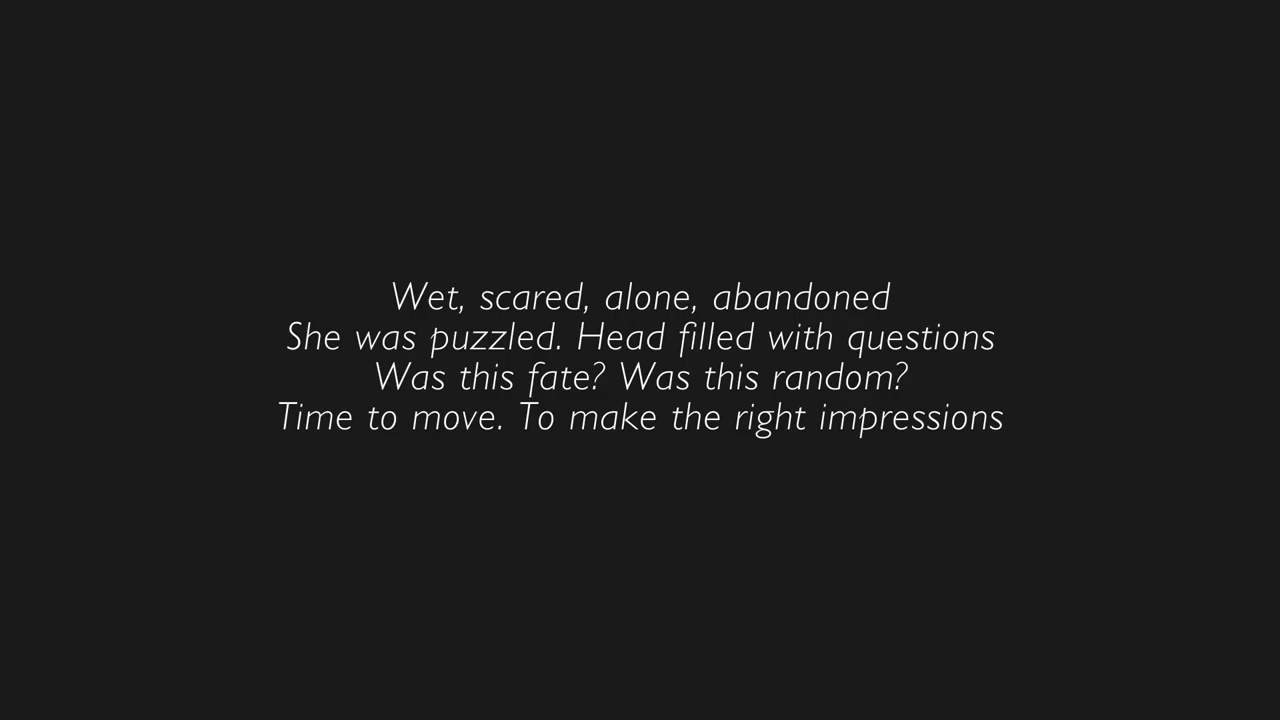 Wet, scared, alone, abandoned
She was puzzled. Head filled with questions
Was this fate? Was this random?
Time to move. To make the right impressions